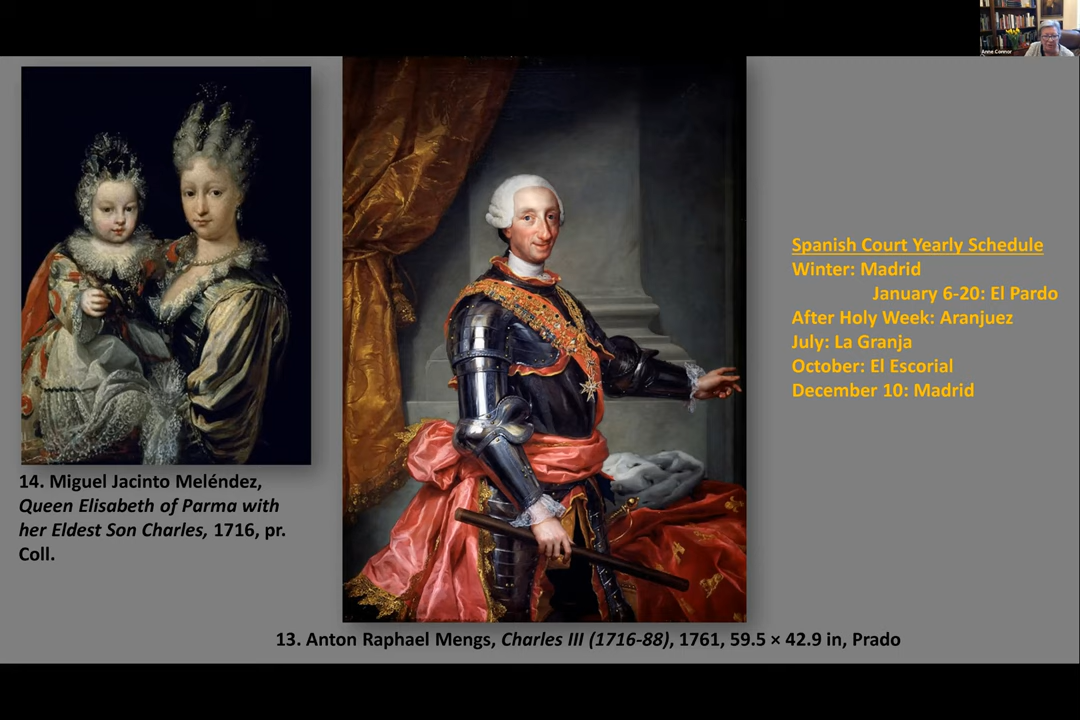 Anne Connor
Spanish Court Yearly Schedule
Winter: Madrid
January 6-20: El Pardo
After Holy Week: Aranjuez
July: La Granja
October: El Escorial
December 10: Madrid
14. Miguel Jacinto Meléndez,
Queen Elisabeth of Parma with
her Eldest Son Charles, 1716, pr.
Coll.
13. Anton Raphael Mengs, Charles III (1716-88), 1761, 59.5 × 42.9 in, Prado